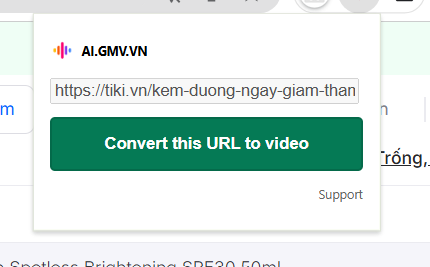 AI.GMV.VN
https://tiki.vn/kem-duong-ngay-giam-than
Convert this URL to video
Trống,
Support
Spotless Brightening SPF30 50ml